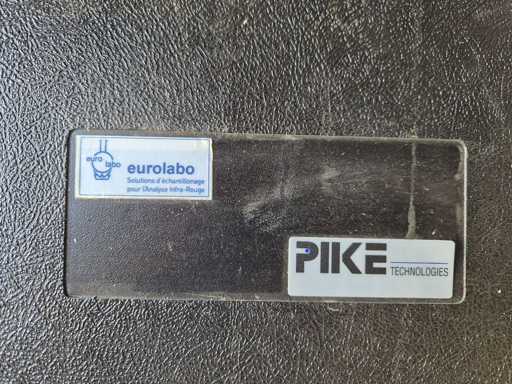 euro
labo
eurolabo
Solutions d'échantillonage
pour l'Analyse Infra-Rouge
PIKE
TECHNOLOGIES